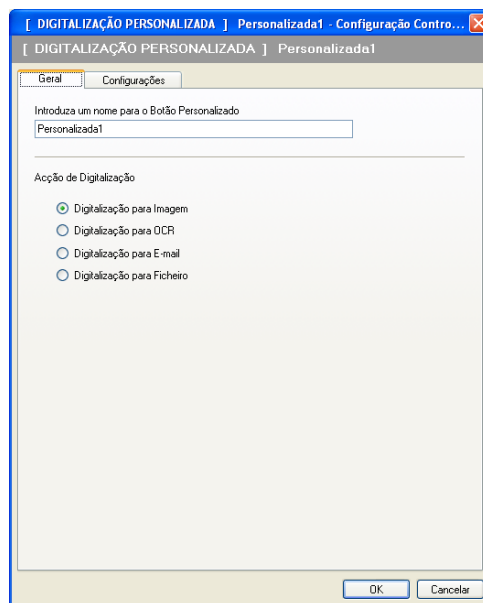 [ DIGITALIZAÇÃO PERSONALIZADA ] Personalizada1 - Configuração Contro...
[ DIGITALIZAÇÃO PERSONALIZADA ] Personalizada1
Geral Configurações
Introduza um nome para o Botão Personalizado
Personalizada1
Acção de Digitalização
Digitalização para Imagem
Digitalização para OCR
Digitalização para E-mail
Digitalização para Ficheiro
OK Cancelar